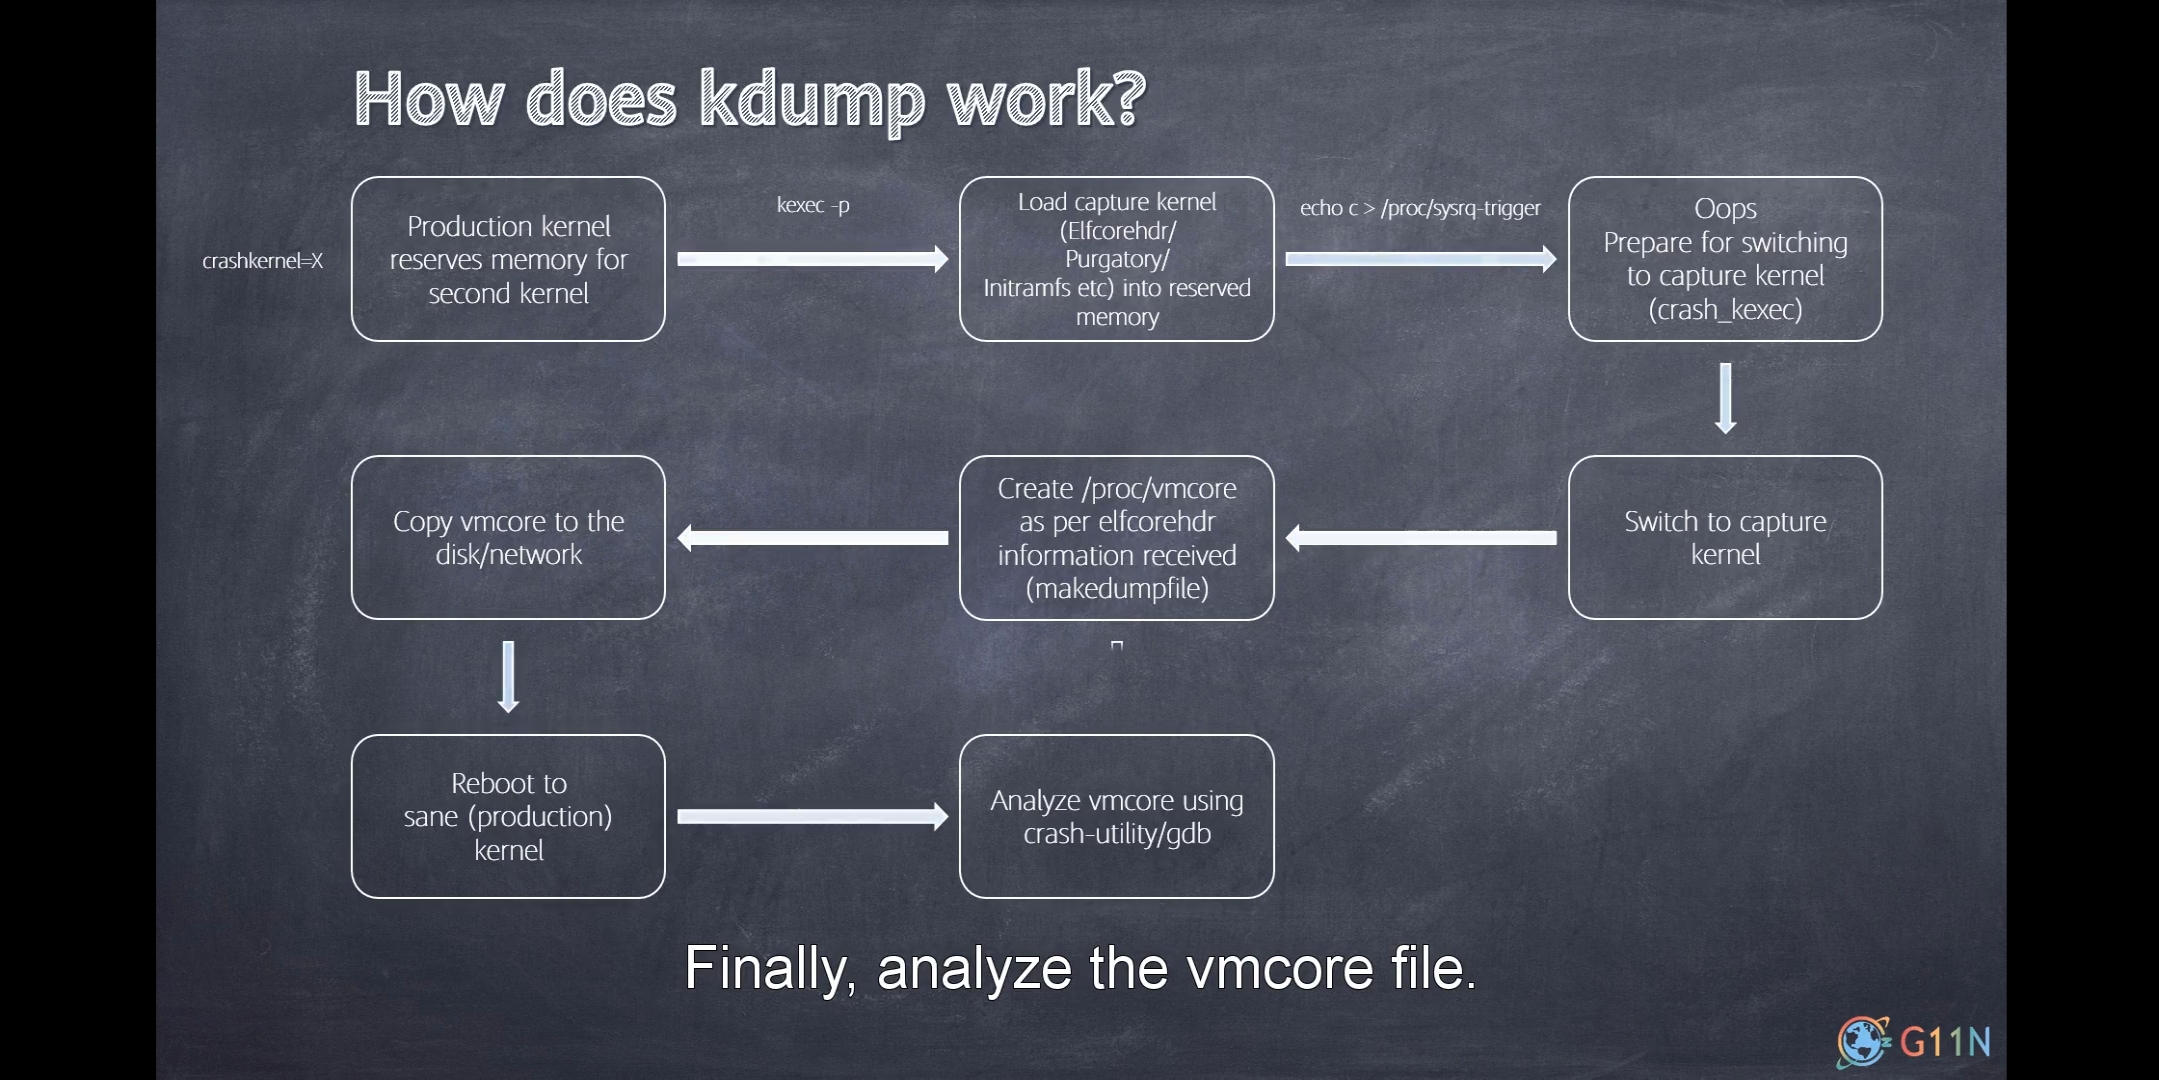 How does kdump work?
crashkernel=X
Production kernel
reserves memory for
second kernel
kexec -p
Load capture kernel
(Elfcorehdr/
Purgatory/
Initramfs etc) into reserved
memory
echo c > /proc/sysrq-trigger
Oops
Prepare for switching
to capture kernel
(crash_kexec)
Switch to capture
kernel
Create /proc/vmcore
as per elfcorehdr
information received
(makedumpfile)
Copy vmcore to the
disk/network
Reboot to
sane (production)
kernel
Analyze vmcore using
crash-utility/gdb
Finally, analyze the vmcore file.
G11N